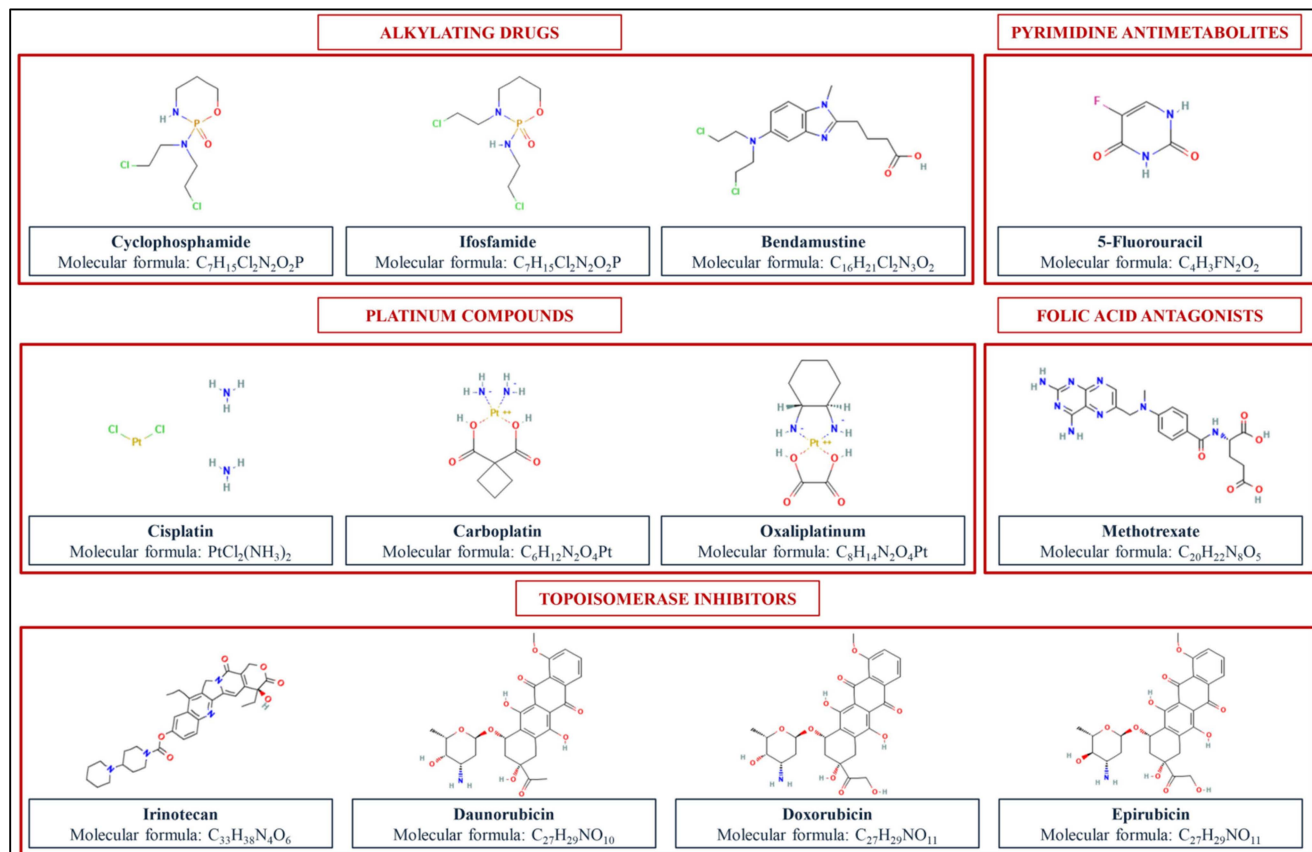 ALKYLATING DRUGS
Cyclophosphamide
Molecular formula: C₇H₁₅Cl₂N₂O₂P
Ifosfamide
Molecular formula: C₇H₁₅Cl₂N₂O₂P
Bendamustine
Molecular formula: C₁₆H₂₁Cl₂N₃O₂
PYRIMIDINE ANTIMETABOLITES
5-Fluorouracil
Molecular formula: C₄H₃FN₂O₂
PLATINUM COMPOUNDS
Cisplatin
Molecular formula: PtCl₂(NH₃)₂
Carboplatin
Molecular formula: C₆H₁₂N₂O₄Pt
Oxaliplatinum
Molecular formula: C₈H₁₄N₂O₄Pt
FOLIC ACID ANTAGONISTS
Methotrexate
Molecular formula: C₂₀H₂₂N₈O₅
TOPOISOMERASE INHIBITORS
Irinotecan
Molecular formula: C₃₃H₃₈N₄O₆
Daunorubicin
Molecular formula: C₂₇H₂₉NO₁₀
Doxorubicin
Molecular formula: C₂₇H₂₉NO₁₁
Epirubicin
Molecular formula: C₂₇H₂₉NO₁₁